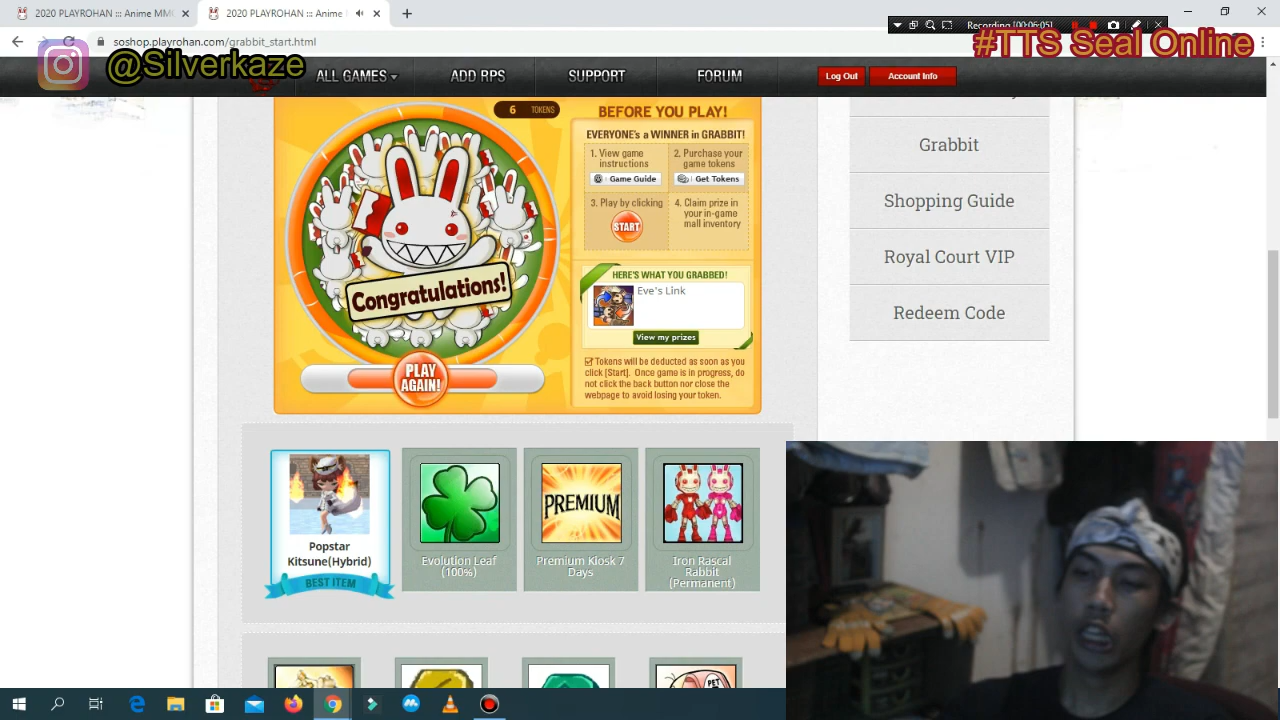 2020 PLAYROHAN :: Anime MM
2020 PLAYROHAN :: Anime
Recording [00:06:05]
soshop.playrohan.com/grabbit_start.html
@Silverkaze
#TTS Seal Online
ALL GAMES
ADD RPS
SUPPORT
FORUM
Log Out
Account Info
6 TOKENS
BEFORE YOU PLAY!
EVERYONE's a WINNER in GRABBIT!
1. View game
instructions
Game Guide
2. Purchase your
game tokens
Get Tokens
3. Play by clicking
START
4. Claim prize in
your in-game
mall inventory
Congratulations!
HERE'S WHAT YOU GRABBED!
Eve's Link
View my prizes
Tokens will be deducted as soon as you
click [Start]. Once game is in progress, do
not click the back button nor close the
webpage to avoid losing your token.
PLAY
AGAIN!
Grabbit
Shopping Guide
Royal Court VIP
Redeem Code
Popstar
Kitsune(Hybrid)
BEST ITEM
Evolution Leaf
(100%)
PREMIUM
Premium Kiosk 7
Days
Iron Rascal
Rabbit
(Permanent)
PET